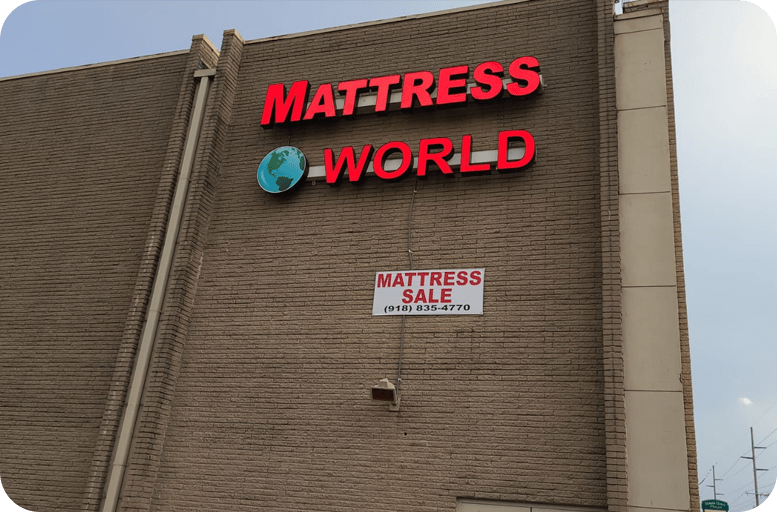 MATTRESS
WORLD
MATTRESS
SALE
(918) 835-4770